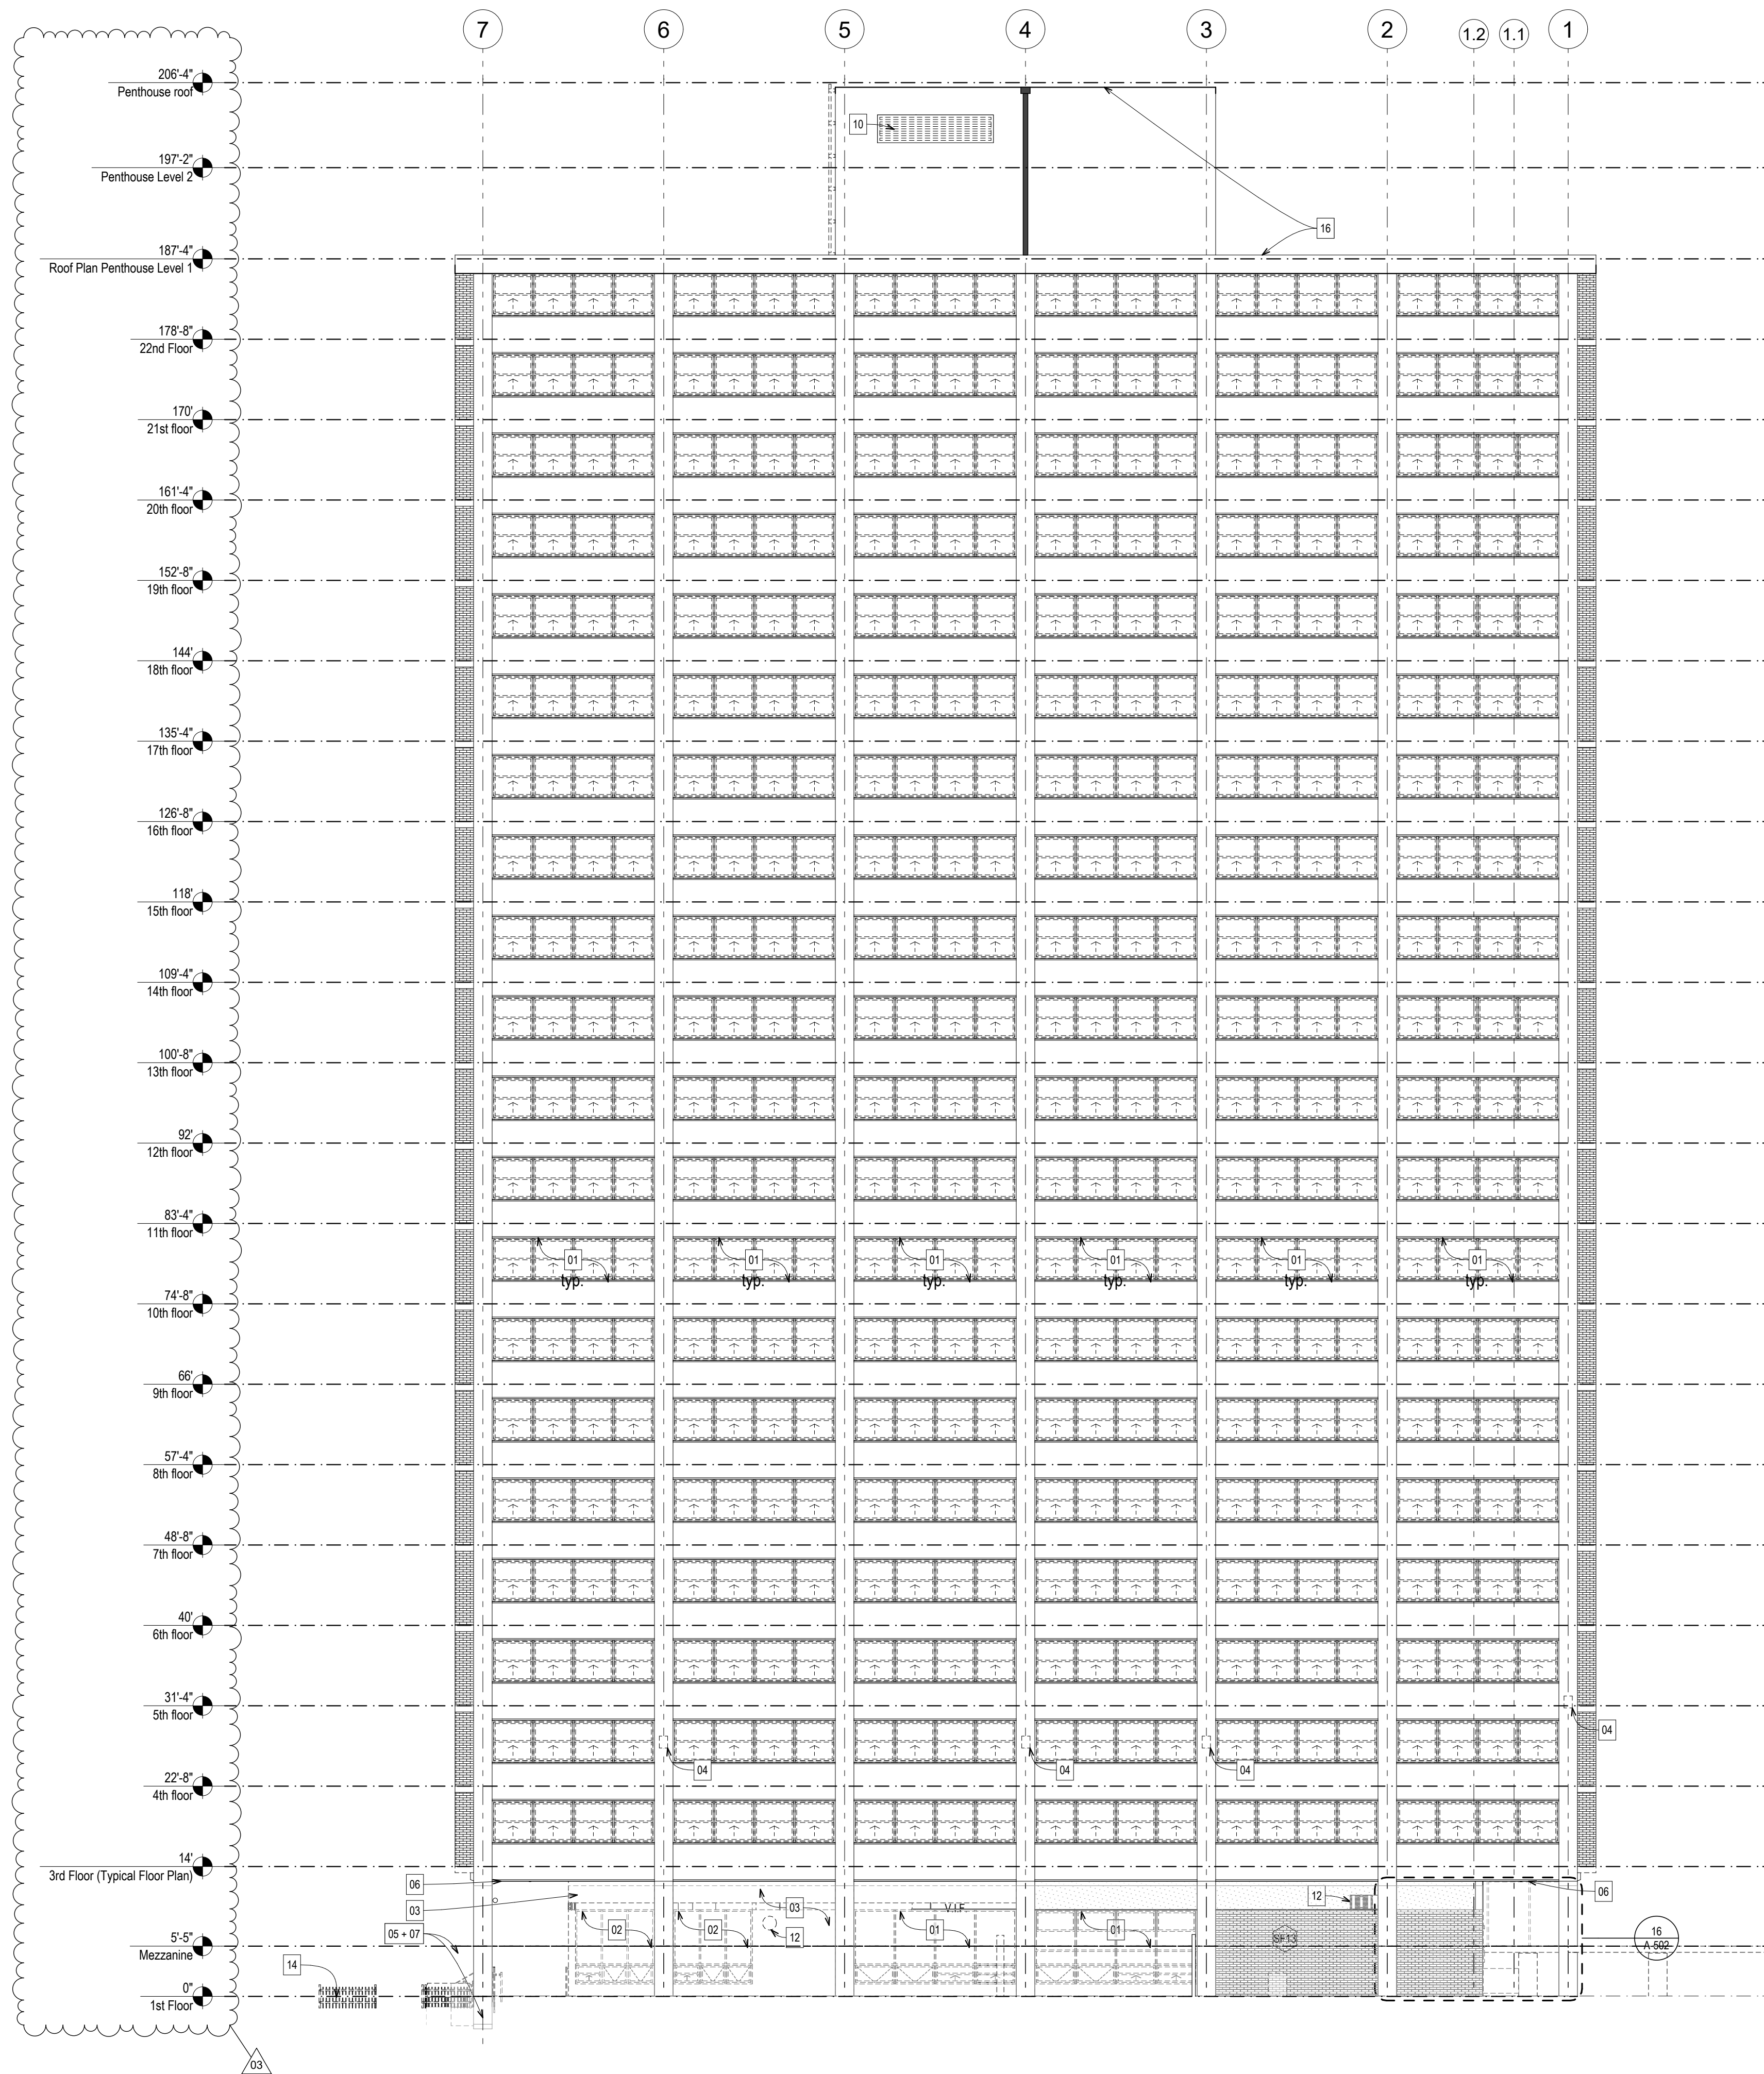 7 6 5 4 3 2 1.2 1.1 1
206'-4"
Penthouse roof
10
197'-2"
Penthouse Level 2
16
187'-4"
Roof Plan Penthouse Level 1
178'-8"
22nd Floor
170'
21st floor
161'-4"
20th floor
152'-8"
19th floor
144'
18th floor
135'-4"
17th floor
126'-8"
16th floor
118'
15th floor
109'-4"
14th floor
100'-8"
13th floor
92'
12th floor
83'-4"
11th floor
01 01 01 01 01 01
typ. typ. typ. typ. typ. typ.
74'-8"
10th floor
66'
9th floor
57'-4"
8th floor
48'-8"
7th floor
40'
6th floor
31'-4"
5th floor
04
04 04 04
22'-8"
4th floor
14'
3rd Floor (Typical Floor Plan)
06 06
12
03 03 V.I.F.
02 02 12 01 01 SF13
05 + 07
16
A 502
5'-5"
Mezzanine
14
0"
1st Floor
03